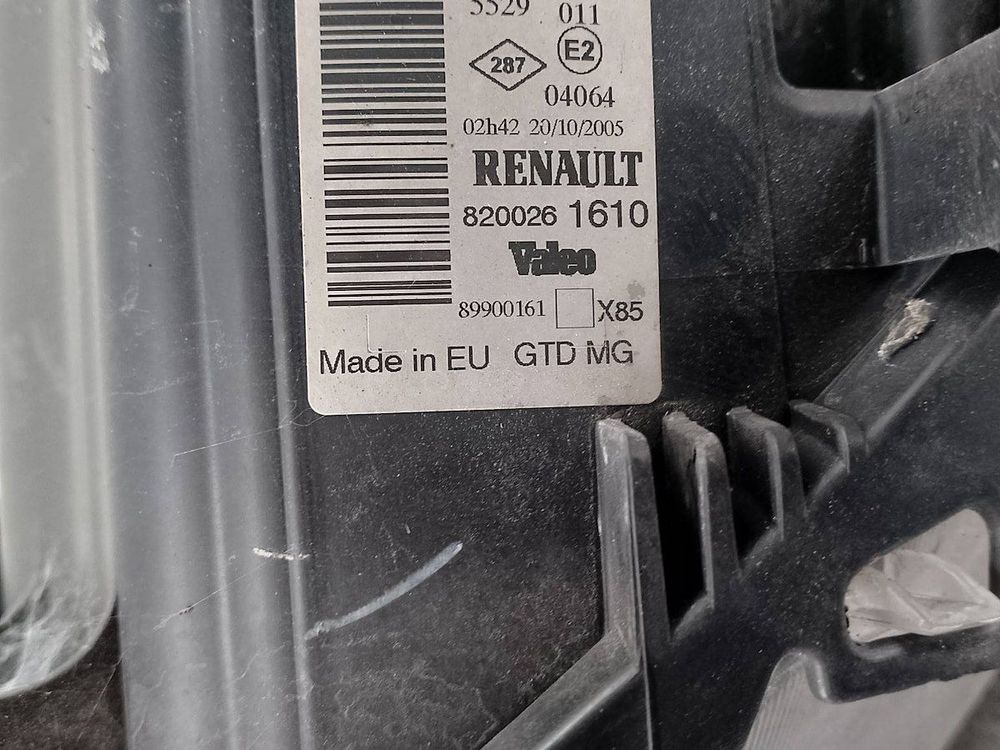 5529 011
287 E2
04064
02h42 20/10/2005
RENAULT
820026 1610
Valeo
89900161 X85
Made in EU GTD MG